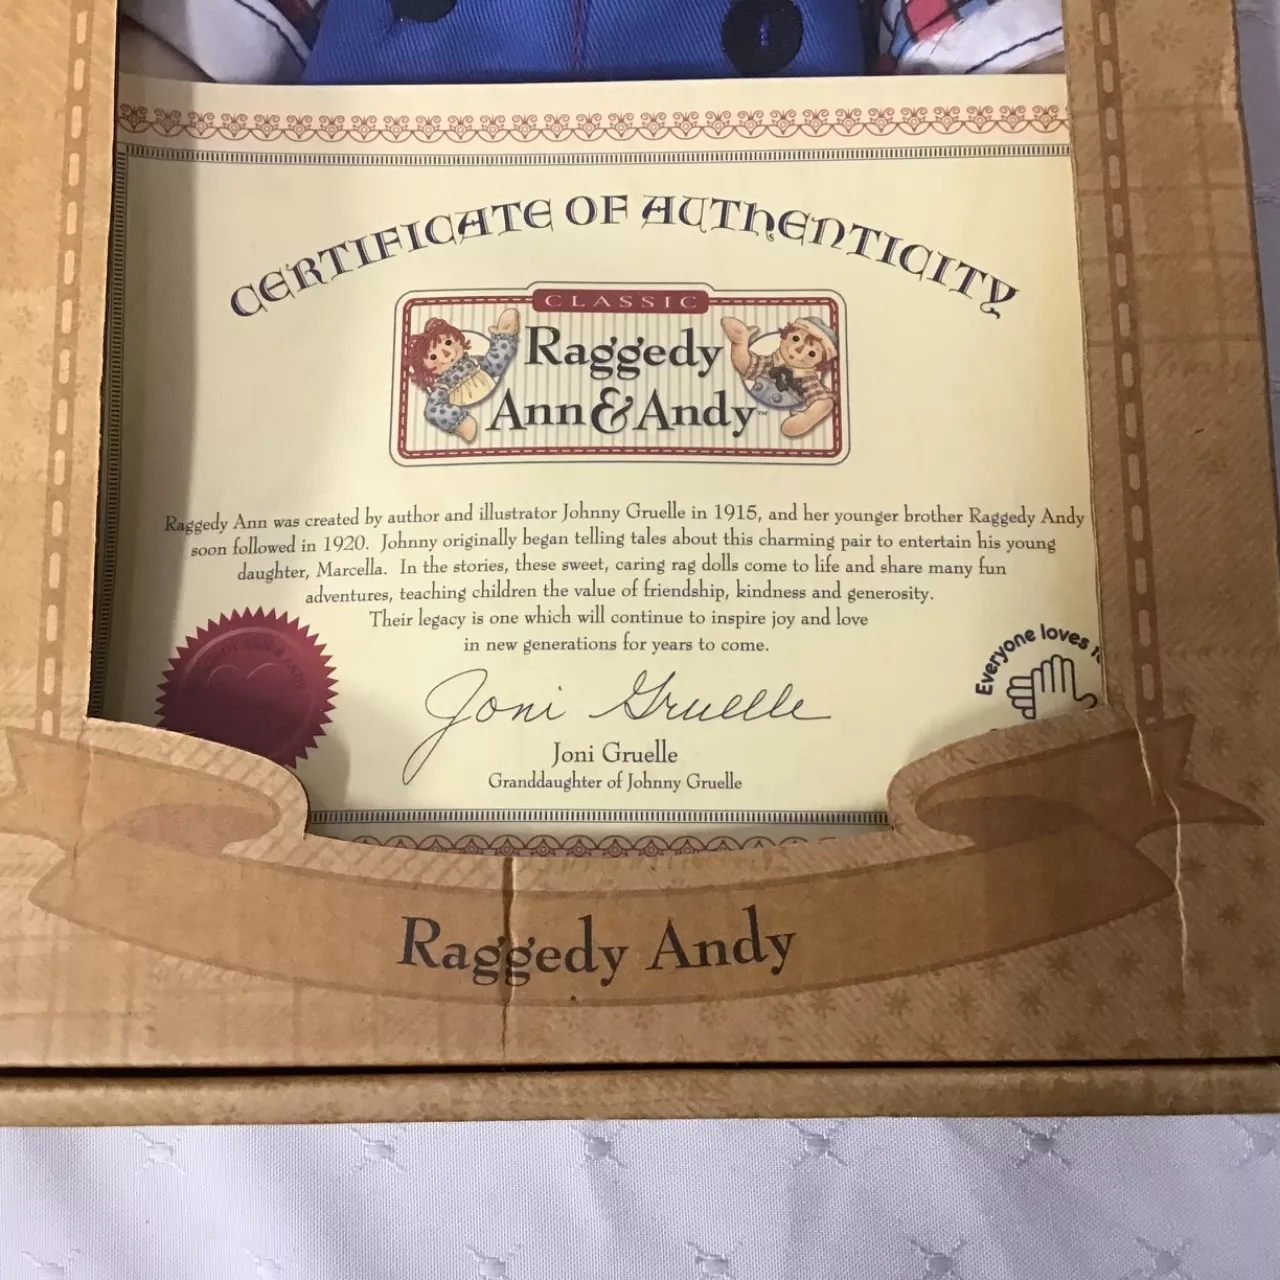 CERTIFICATE OF AUTHENTICITY
CLASSIC
Raggedy
Ann & Andy™
Raggedy Ann was created by author and illustrator Johnny Gruelle in 1915, and her younger brother Raggedy Andy
soon followed in 1920. Johnny originally began telling tales about this charming pair to entertain his young
daughter, Marcella. In the stories, these sweet, caring rag dolls come to life and share many fun
adventures, teaching children the value of friendship, kindness and generosity.
Their legacy is one which will continue to inspire joy and love
in new generations for years to come.
Everyone loves
Joni Gruelle
Joni Gruelle
Granddaughter of Johnny Gruelle
Raggedy Andy